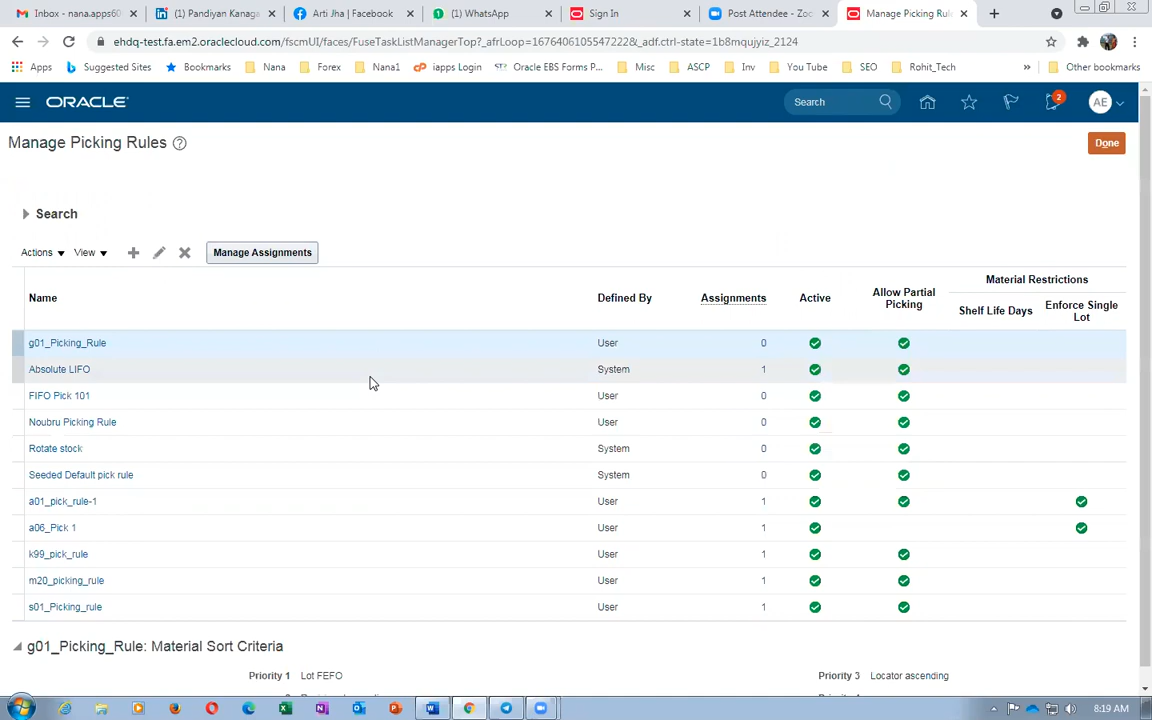 Inbox - nana.apps60
(1) Pandiyan Kanaga
Arti Jha | Facebook
(1) WhatsApp
Sign In
Post Attendee - Zoo
Manage Picking Rul
ehdq-test.fa.em2.oraclecloud.com/fscmUI/faces/FuseTaskListManagerTop?_afrLoop=1676406105547222&_adf.ctrl-state=1b8mqujyiz_2124
Apps
Suggested Sites
Bookmarks
Nana
Forex
Nana1
iapps Login
Oracle EBS Forms P...
Misc
ASCP
Inv
You Tube
SEO
Rohit_Tech
»
Other bookmarks
ORACLE
Search
2
AE
Manage Picking Rules ?
Done
Search
Actions
View
Manage Assignments
Material Restrictions
Name
Defined By
Assignments
Active
Allow Partial Picking
Shelf Life Days
Enforce Single Lot
g01_Picking_Rule User 0
Absolute LIFO System 1
FIFO Pick 101 User 0
Noubru Picking Rule User 0
Rotate stock System 0
Seeded Default pick rule System 0
a01_pick_rule-1 User 1
a06_Pick 1 User 1
k99_pick_rule User 1
m20_picking_rule User 1
s01_Picking_rule User 1
g01_Picking_Rule: Material Sort Criteria
Priority 1 Lot FEFO
Priority 3 Locator ascending
8:19 AM